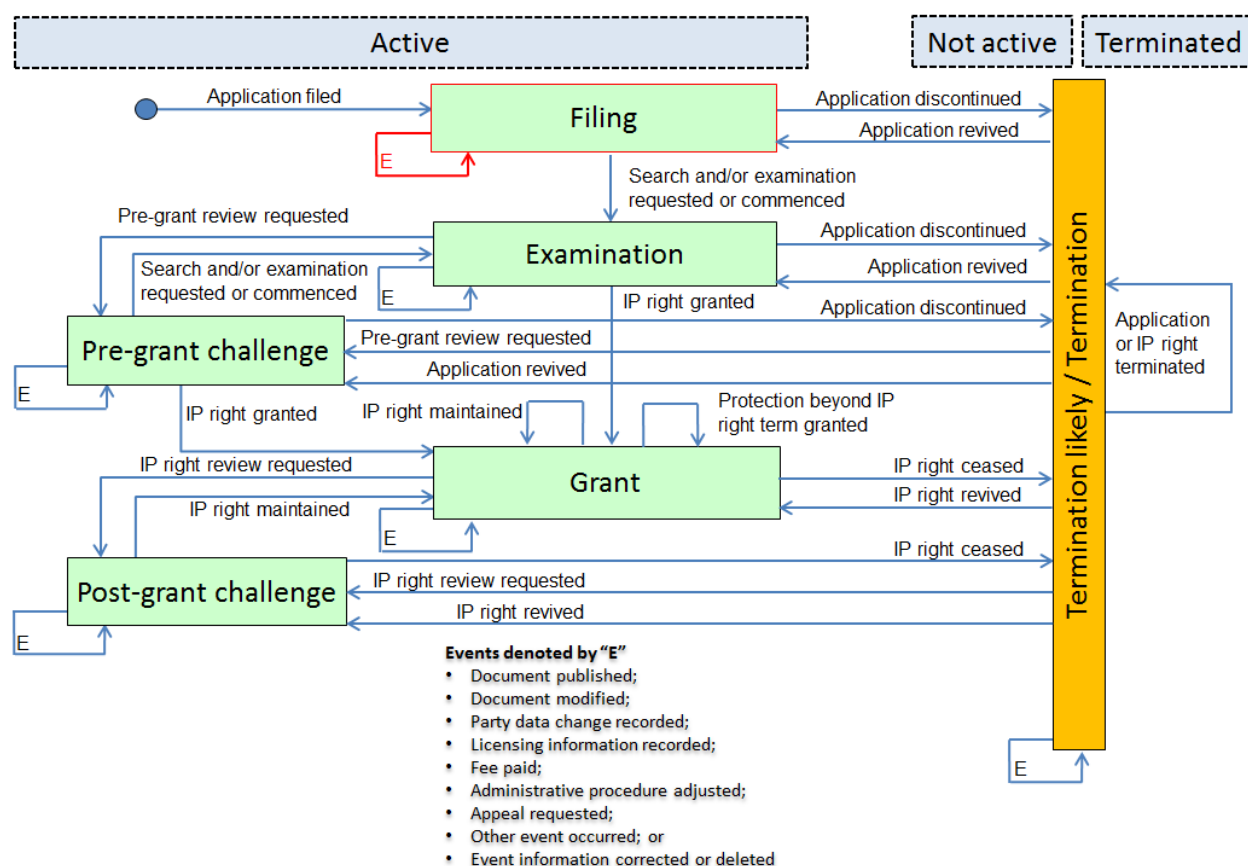 Active
Not active
Terminated
Application filed
Filing
Application discontinued
Application revived
E
Search and/or examination
requested or commenced
Pre-grant review requested
Examination
Application discontinued
Search and/or examination
requested or commenced
E
Application revived
IP right granted
Application discontinued
Pre-grant challenge
Pre-grant review requested
Application revived
E
Application
or IP right
terminated
Termination likely / Termination
IP right granted
IP right maintained
Protection beyond IP
right term granted
IP right review requested
Grant
IP right ceased
IP right revived
IP right maintained
E
IP right ceased
Post-grant challenge
IP right review requested
IP right revived
E
Events denoted by “E”
• Document published;
• Document modified;
• Party data change recorded;
• Licensing information recorded;
• Fee paid;
• Administrative procedure adjusted;
• Appeal requested;
• Other event occurred; or
• Event information corrected or deleted
E